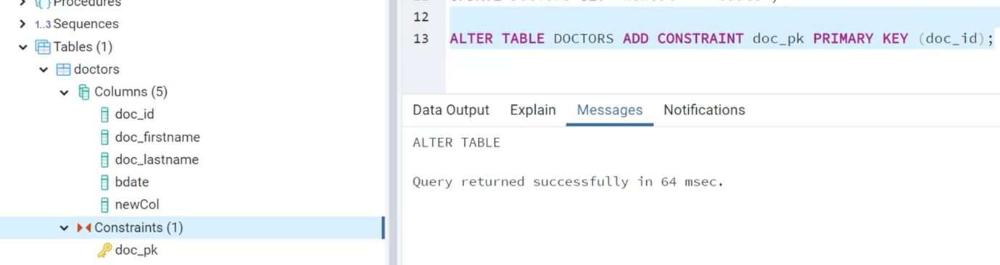 Procedures
1..3 Sequences
Tables (1)
doctors
Columns (5)
doc_id
doc_firstname
doc_lastname
bdate
newCol
Constraints (1)
doc_pk
12
13 ALTER TABLE DOCTORS ADD CONSTRAINT doc_pk PRIMARY KEY (doc_id);
Data Output Explain Messages Notifications
ALTER TABLE
Query returned successfully in 64 msec.